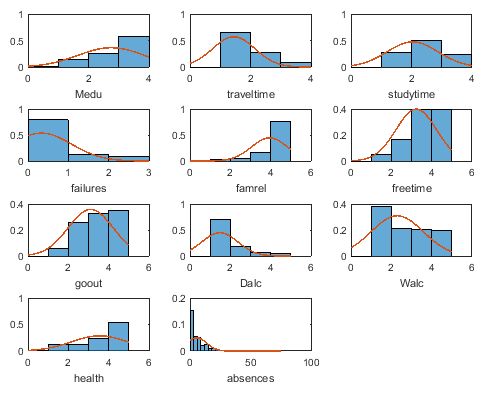 1 1 1
0.5 0.5 0.5
0 0 0
0 2 4 0 2 4 0 2 4
Medu traveltime studytime
1 1 0.4
0.5 0.5 0.2
0 0 0
0 1 2 3 0 2 4 6 0 2 4 6
failures famrel freetime
0.4 1 0.4
0.2 0.5 0.2
0 0 0
0 2 4 6 0 2 4 6 0 2 4 6
goout Dalc Walc
1 0.2
0.5 0.1
0 0
0 2 4 6 0 50 100
health absences